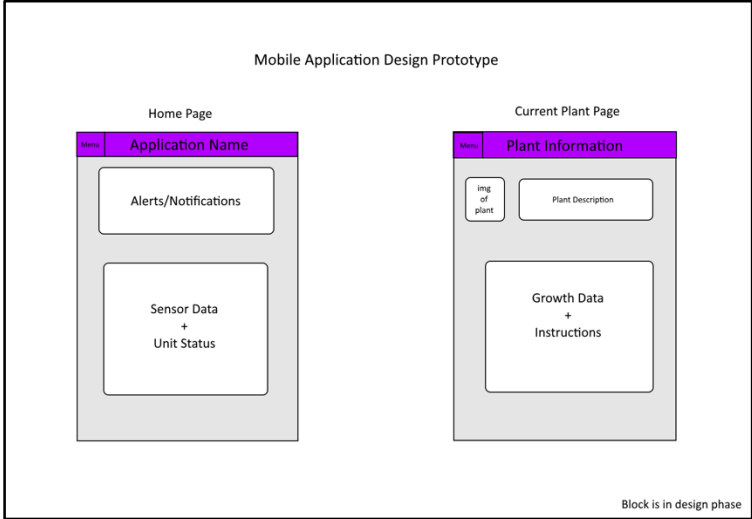 Mobile Application Design Prototype
Home Page
Menu
Application Name
Alerts/Notifications
Sensor Data
+
Unit Status
Current Plant Page
Menu
Plant Information
img
of
plant
Plant Description
Growth Data
+
Instructions
Block is in design phase